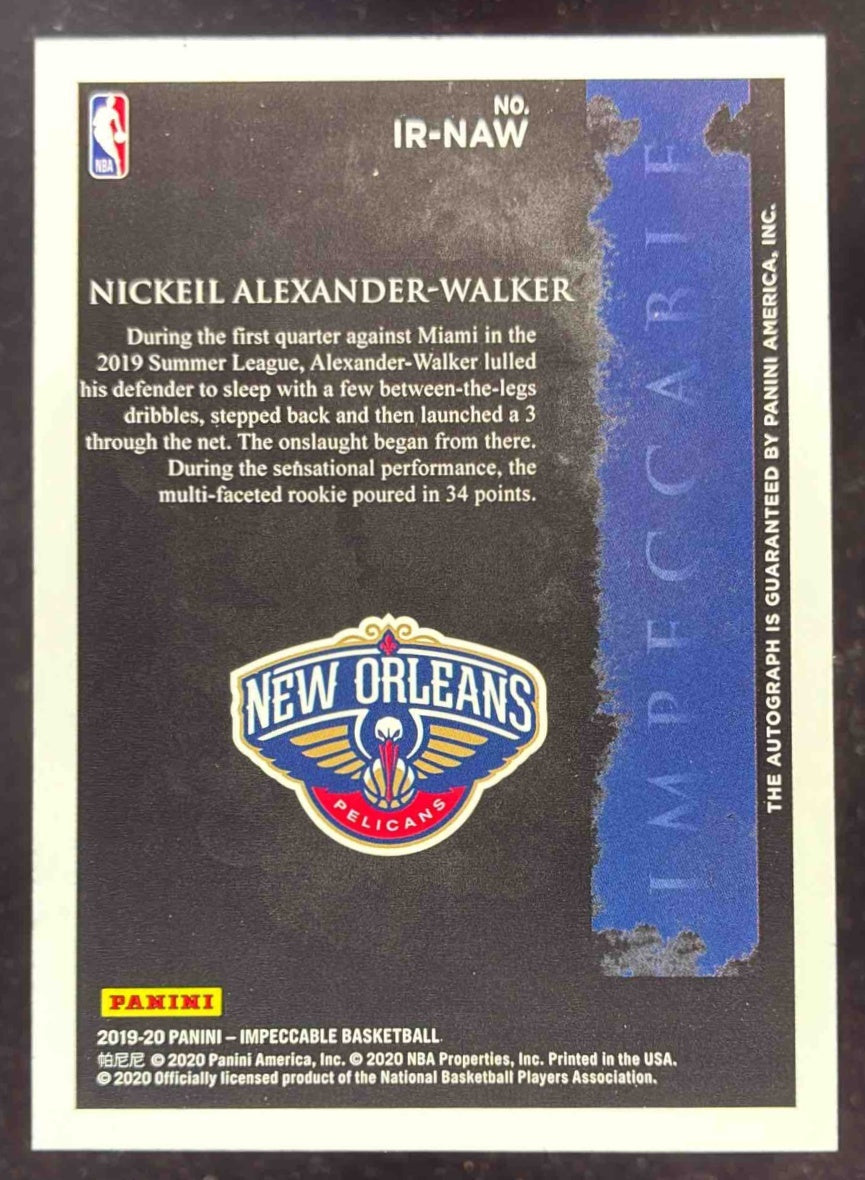 NBA
NO.
IR-NAW
NICKEIL ALEXANDER-WALKER
During the first quarter against Miami in the
2019 Summer League, Alexander-Walker lulled
his defender to sleep with a few between-the-legs
dribbles, stepped back and then launched a 3
through the net. The onslaught began from there.
During the sensational performance, the
multi-faceted rookie poured in 34 points.
IMPECCABLE
THE AUTOGRAPH IS GUARANTEED BY PANINI AMERICA, INC.
NEW ORLEANS
PELICANS
PANINI
2019-20 PANINI – IMPECCABLE BASKETBALL
帕尼尼 © 2020 Panini America, Inc. © 2020 NBA Properties, Inc. Printed in the USA.
© 2020 Officially licensed product of the National Basketball Players Association.